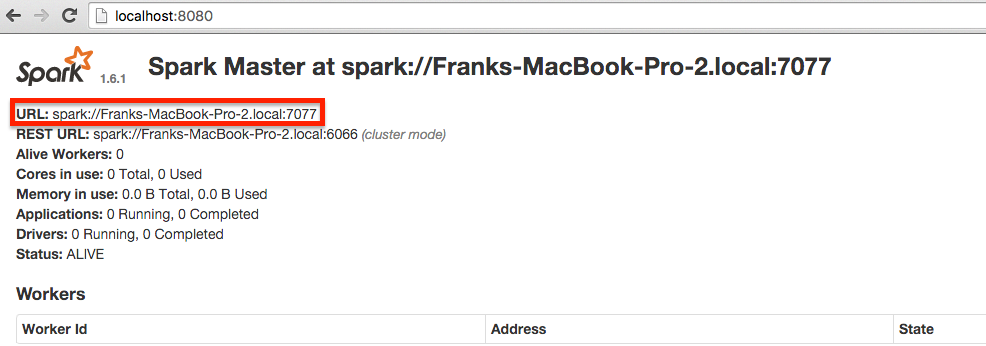 localhost:8080
Spark 1.6.1 Spark Master at spark://Franks-MacBook-Pro-2.local:7077
URL: spark://Franks-MacBook-Pro-2.local:7077
REST URL: spark://Franks-MacBook-Pro-2.local:6066 (cluster mode)
Alive Workers: 0
Cores in use: 0 Total, 0 Used
Memory in use: 0.0 B Total, 0.0 B Used
Applications: 0 Running, 0 Completed
Drivers: 0 Running, 0 Completed
Status: ALIVE
Workers
Worker Id Address State